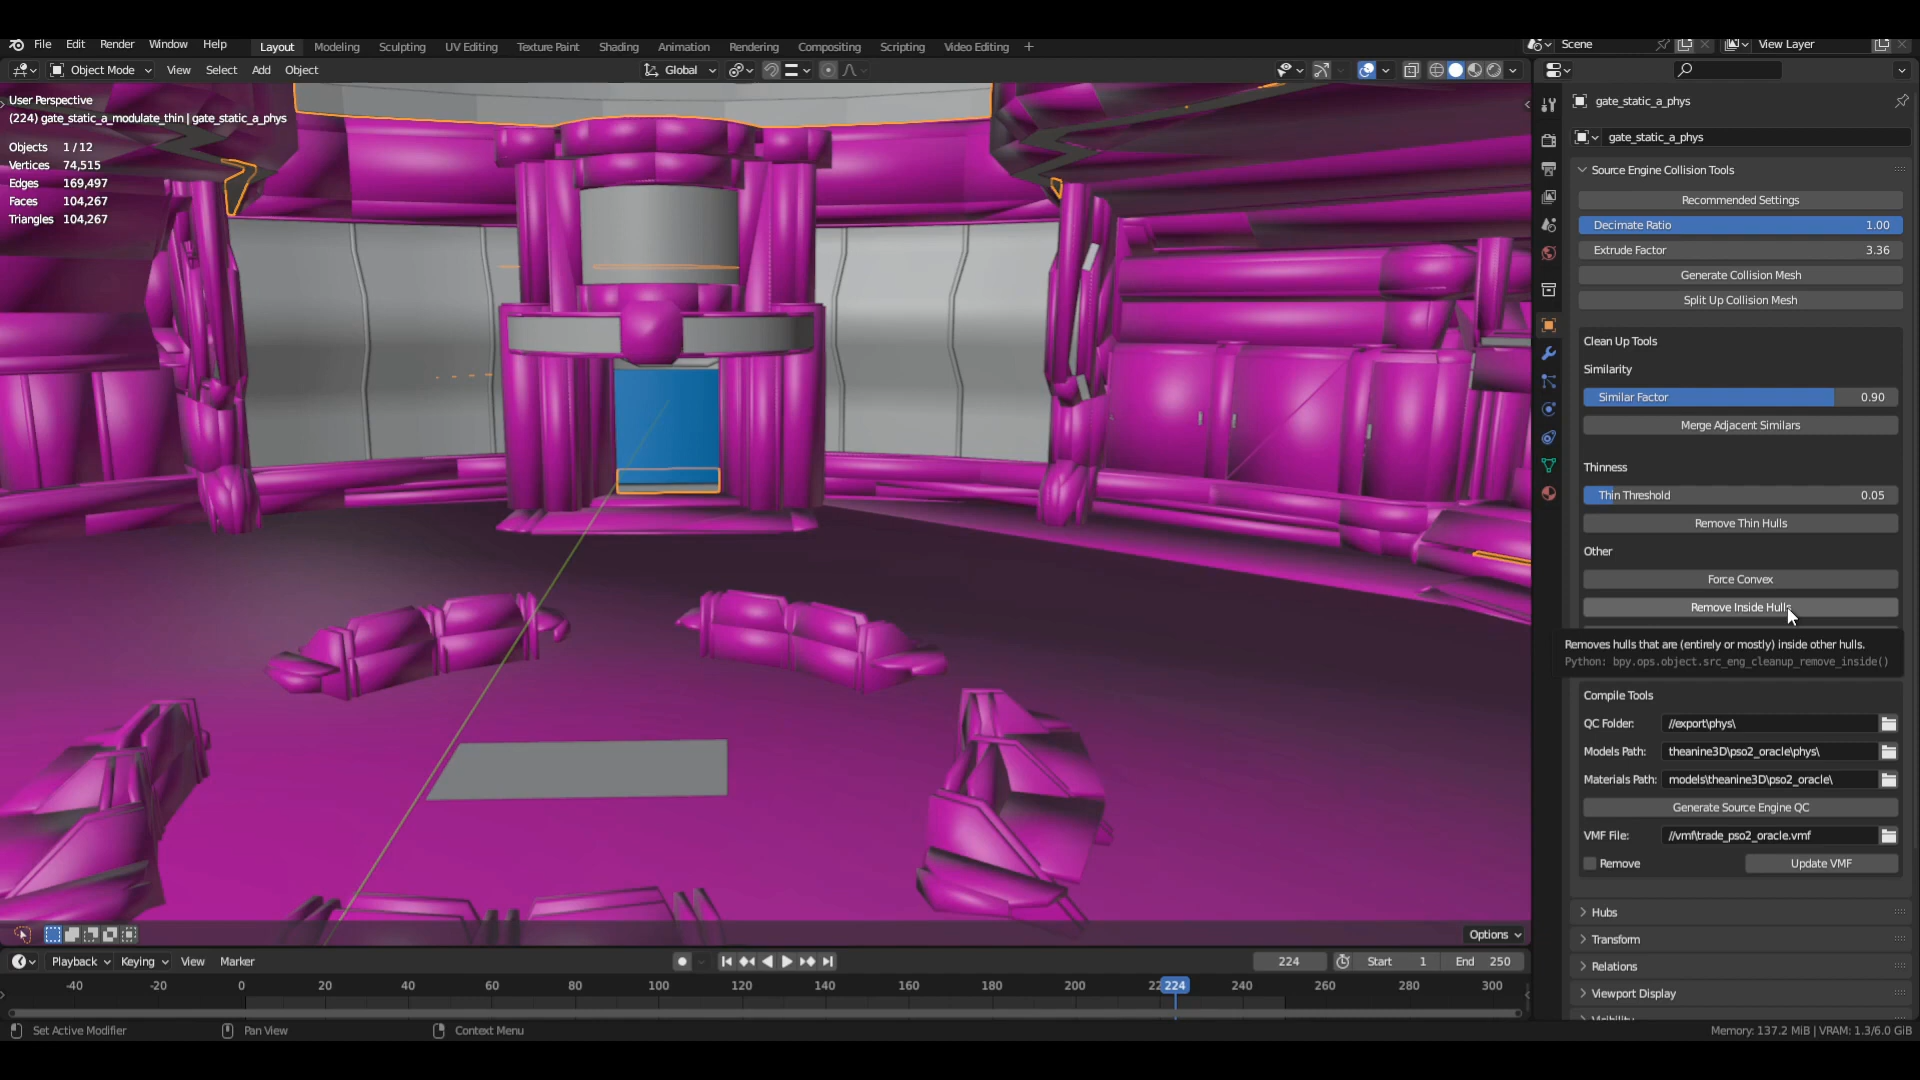 File Edit Render Window Help Layout Modeling Sculpting UV Editing Texture Paint Shading Animation Rendering Compositing Scripting Video Editing + Scene View Layer
Object Mode View Select Add Object Global
User Perspective
(224) gate_static_a_modulate_thin | gate_static_a_phys
Objects 1 / 12
Vertices 74,515
Edges 169,497
Faces 104,267
Triangles 104,267
gate_static_a_phys
gate_static_a_phys
Source Engine Collision Tools
Recommended Settings
Decimate Ratio 1.00
Extrude Factor 3.36
Generate Collision Mesh
Split Up Collision Mesh
Clean Up Tools
Similarity
Similar Factor 0.90
Merge Adjacent Similars
Thinness
Thin Threshold 0.05
Remove Thin Hulls
Other
Force Convex
Remove Inside Hulls
Removes hulls that are (entirely or mostly) inside other hulls.
Python: bpy.ops.object.src_eng_cleanup_remove_inside()
Compile Tools
QC Folder: //export\phys\
Models Path: theanine3D\pso2_oracle\phys\
Materials Path: models\theanine3D\pso2_oracle\
Generate Source Engine QC
VMF File: //vmf\trade_pso2_oracle.vmf
Remove Update VMF
Hubs
Transform
Relations
Viewport Display
Options
Playback Keying View Marker 224 Start 1 End 250
-40 -20 0 20 40 60 80 100 120 140 160 180 200 224 240 260 280 300
Set Active Modifier Pan View Context Menu Memory: 137.2 MiB | VRAM: 1.3/6.0 GiB